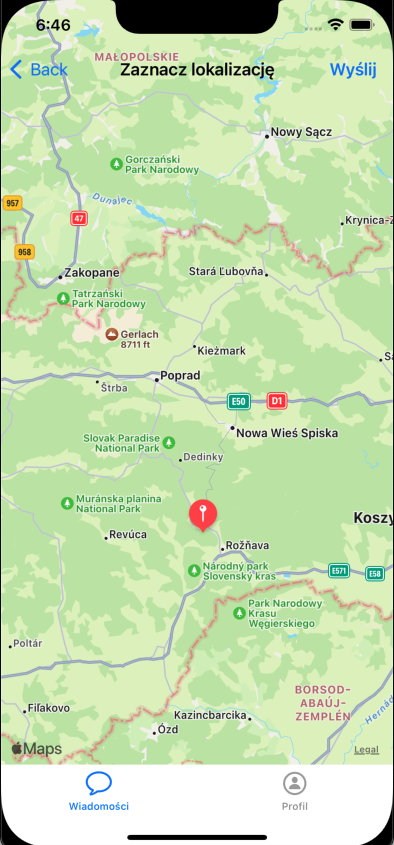 6:46
MAŁOPOLSKIE
Back
Zaznacz lokalizację
Wyślij
Nowy Sącz
Gorczański
Park Narodowy
Dunajec
957
47
Krynica-Z
958
Stará Ľubovňa
Zakopane
Tatrzański
Park Narodowy
Gerlach
8711 ft
Kieżmark
Sa
Poprad
Štrba
E50
D1
Nowa Wieś Spiska
Slovak Paradise
National Park
Dedinky
Muránska planina
National Park
Koszy
Revúca
Rožňava
Národný park
Slovenský kras
E571
E58
Park Narodowy
Krasu
Węgierskiego
Poltár
BORSOD-
ABAÚJ-
ZEMPLÉN
Fiľakovo
Kazincbarcika
Hernád
Ózd
Maps
Legal
Wiadomości
Profil